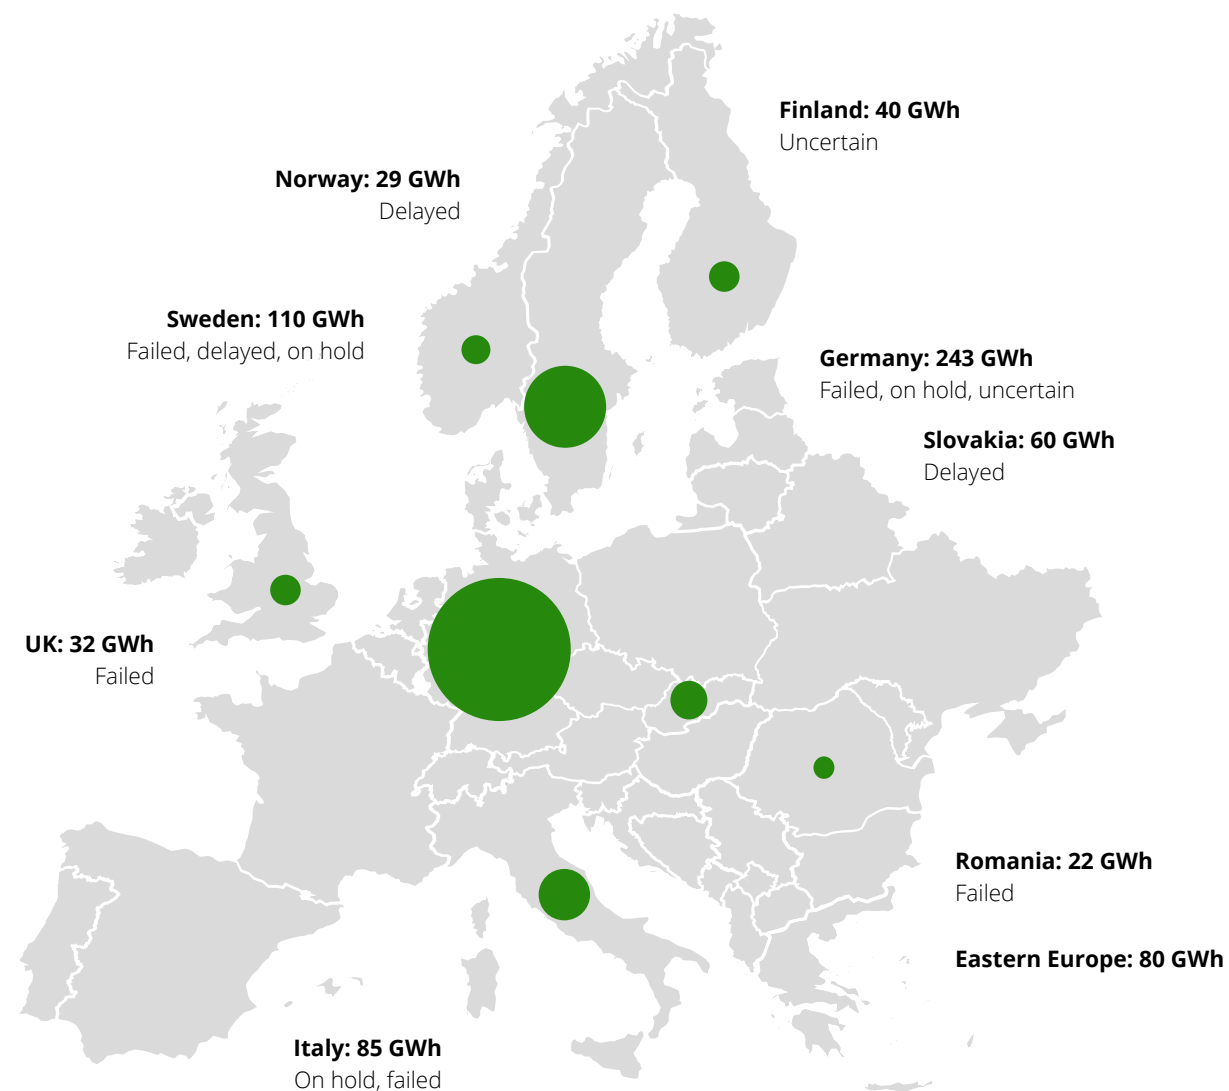 Finland: 40 GWh
Uncertain
Norway: 29 GWh
Delayed
Sweden: 110 GWh
Failed, delayed, on hold
Germany: 243 GWh
Failed, on hold, uncertain
Slovakia: 60 GWh
Delayed
UK: 32 GWh
Failed
Romania: 22 GWh
Failed
Eastern Europe: 80 GWh
Italy: 85 GWh
On hold, failed